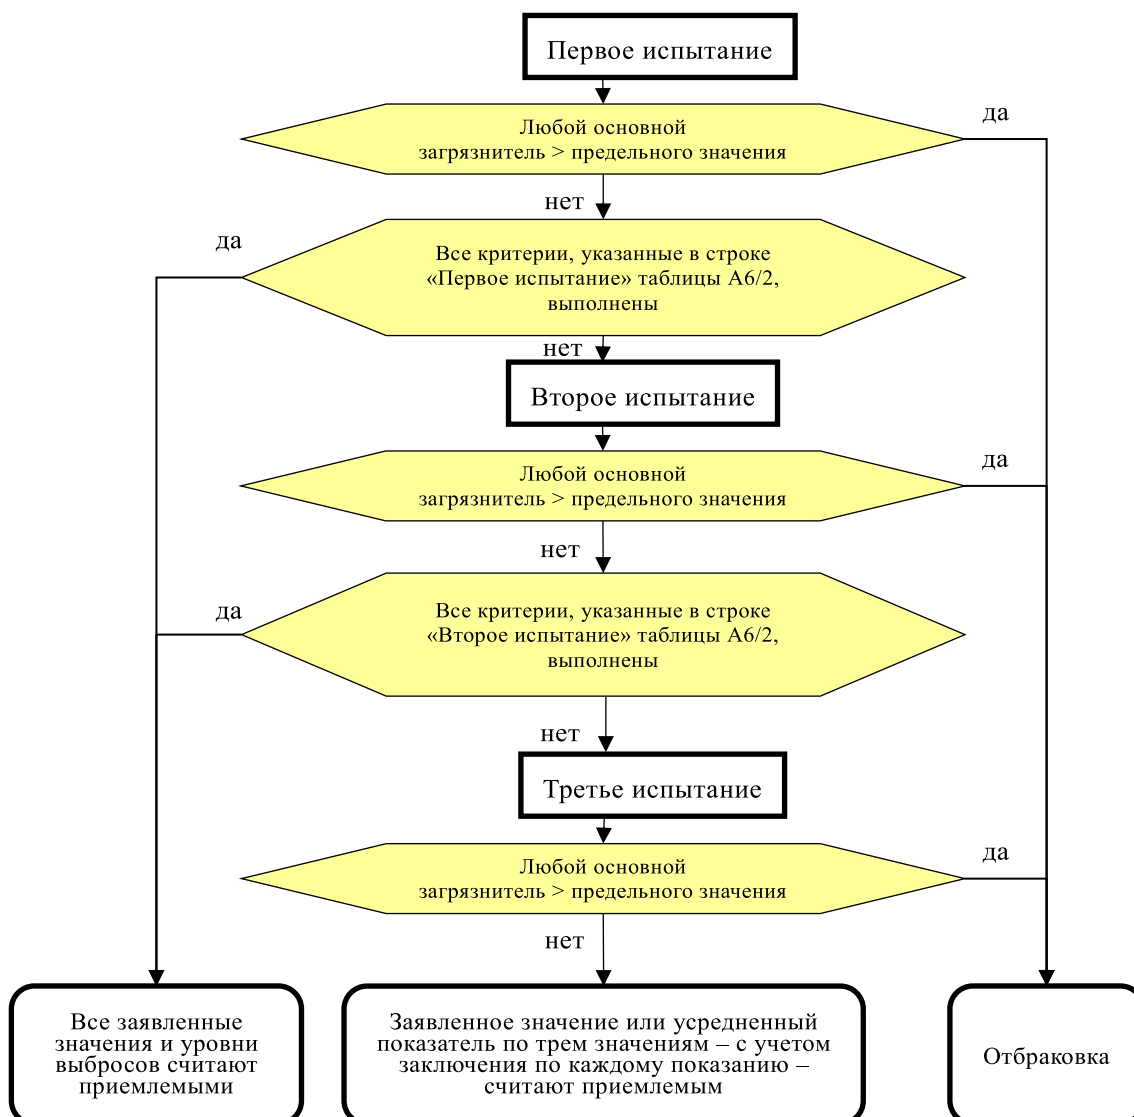 Первое испытание
да
Любой основной
загрязнитель > предельного значения
нет
да
Все критерии, указанные в строке
«Первое испытание» таблицы А6/2,
выполнены
нет
Второе испытание
да
Любой основной
загрязнитель > предельного значения
нет
да
Все критерии, указанные в строке
«Второе испытание» таблицы А6/2,
выполнены
нет
Третье испытание
да
Любой основной
загрязнитель > предельного значения
нет
Все заявленные
значения и уровни
выбросов считают
приемлемыми
Заявленное значение или усредненный
показатель по трем значениям – с учетом
заключения по каждому показанию –
считают приемлемым
Отбраковка